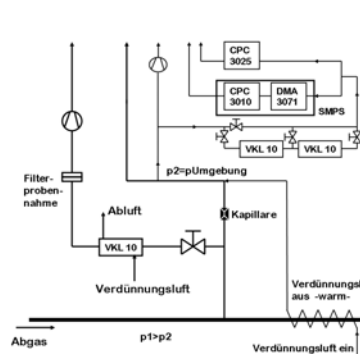 CPC
3025
CPC
3010
DMA
3071
SMPS
VKL 10
VKL 10
p2=pUmgebung
Filter-
proben-
nahme
Abluft
Kapillare
VKL 10
Verdünnungsluft
Verdünnungsl
aus -warm-
Abgas
p1>p2
Verdünnungsluft ein